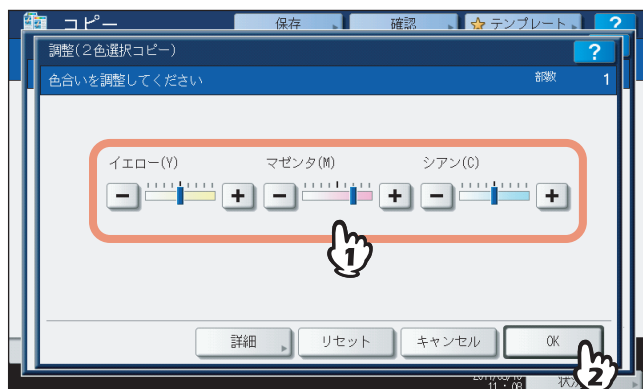 コピー 保存 確認 テンプレート ?
調整(2色選択コピー) ?
色合いを調整してください 部数 1
イエロー(Y) マゼンタ(M) シアン(C)
- + - + - +
1
詳細 リセット キャンセル OK
2